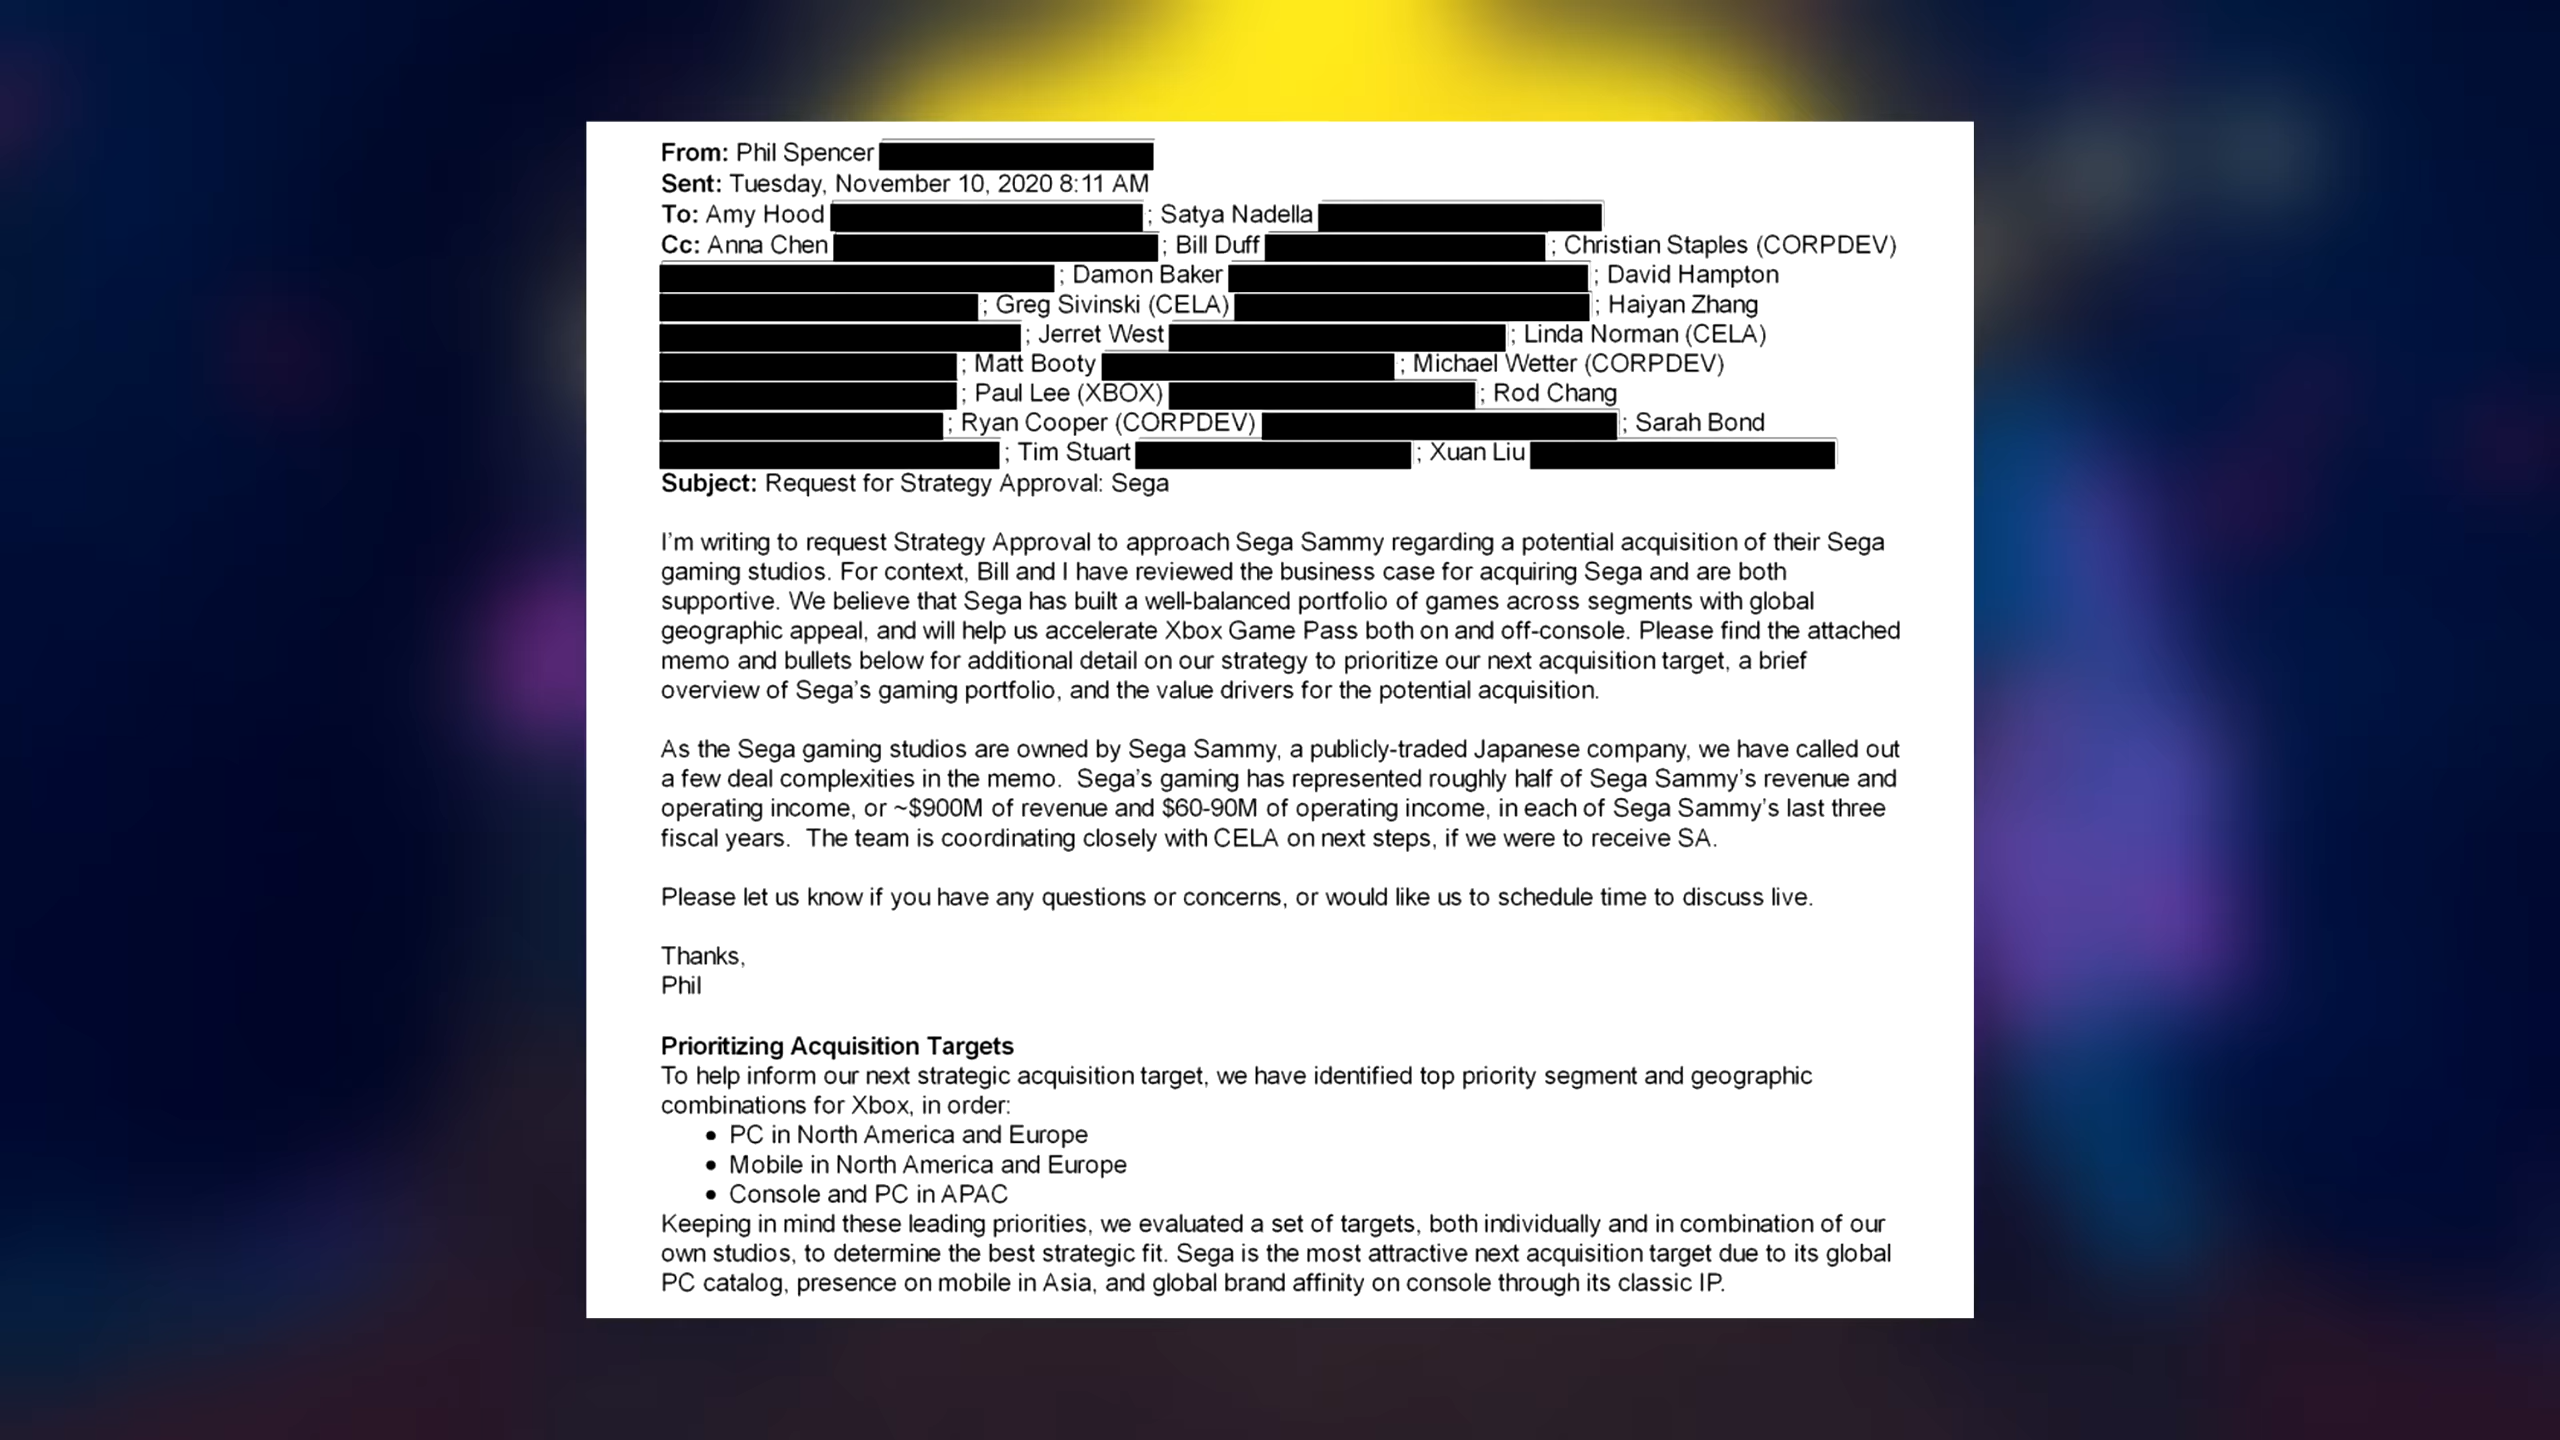 From: Phil Spencer
Sent: Tuesday, November 10, 2020 8:11 AM
To: Amy Hood ; Satya Nadella
Cc: Anna Chen ; Bill Duff ; Christian Staples (CORPDEV)
; Damon Baker ; David Hampton
; Greg Sivinski (CELA) ; Haiyan Zhang
; Jerret West ; Linda Norman (CELA)
; Matt Booty ; Michael Wetter (CORPDEV)
; Paul Lee (XBOX) ; Rod Chang
; Ryan Cooper (CORPDEV) ; Sarah Bond
; Tim Stuart ; Xuan Liu
Subject: Request for Strategy Approval: Sega
I'm writing to request Strategy Approval to approach Sega Sammy regarding a potential acquisition of their Sega
gaming studios. For context, Bill and I have reviewed the business case for acquiring Sega and are both
supportive. We believe that Sega has built a well-balanced portfolio of games across segments with global
geographic appeal, and will help us accelerate Xbox Game Pass both on and off-console. Please find the attached
memo and bullets below for additional detail on our strategy to prioritize our next acquisition target, a brief
overview of Sega's gaming portfolio, and the value drivers for the potential acquisition.
As the Sega gaming studios are owned by Sega Sammy, a publicly-traded Japanese company, we have called out
a few deal complexities in the memo.  Sega's gaming has represented roughly half of Sega Sammy's revenue and
operating income, or ~$900M of revenue and $60-90M of operating income, in each of Sega Sammy's last three
fiscal years.  The team is coordinating closely with CELA on next steps, if we were to receive SA.
Please let us know if you have any questions or concerns, or would like us to schedule time to discuss live.
Thanks,
Phil
Prioritizing Acquisition Targets
To help inform our next strategic acquisition target, we have identified top priority segment and geographic
combinations for Xbox, in order:
• PC in North America and Europe
• Mobile in North America and Europe
• Console and PC in APAC
Keeping in mind these leading priorities, we evaluated a set of targets, both individually and in combination of our
own studios, to determine the best strategic fit. Sega is the most attractive next acquisition target due to its global
PC catalog, presence on mobile in Asia, and global brand affinity on console through its classic IP.